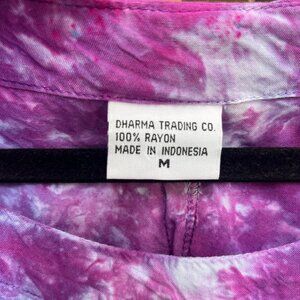 DHARMA TRADING CO.
100% RAYON
MADE IN INDONESIA
M